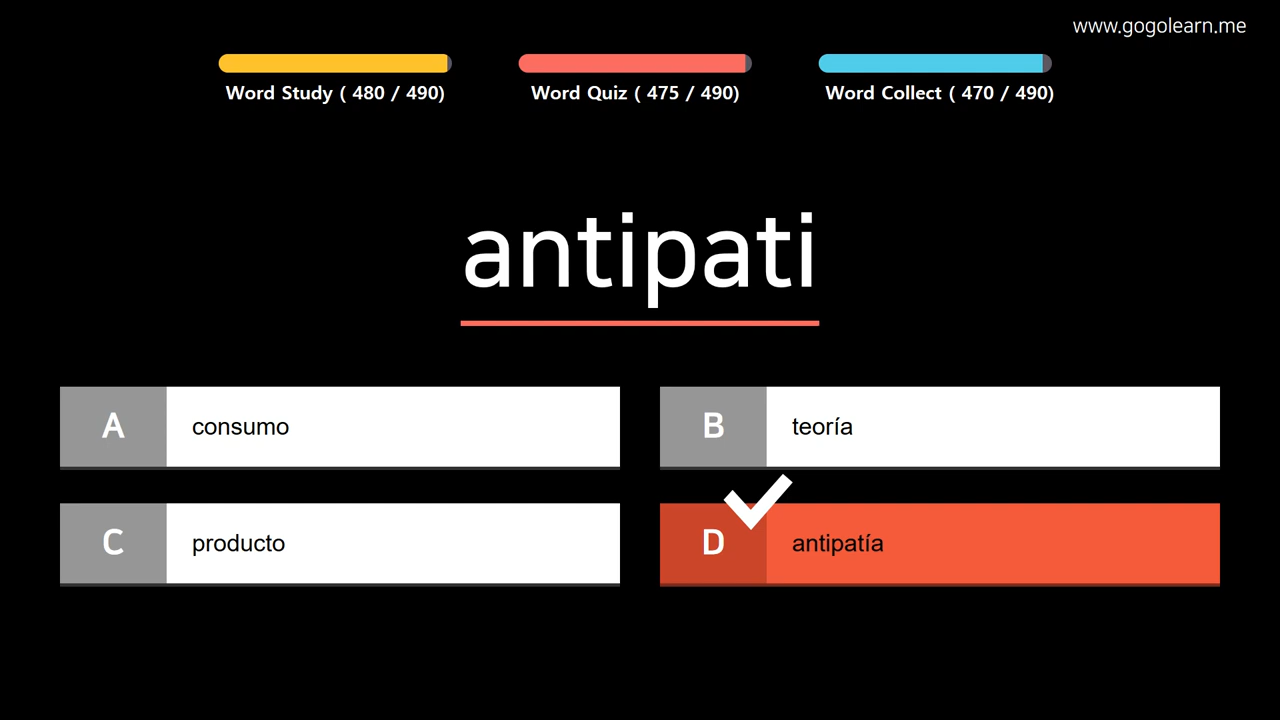 www.gogolearn.me
Word Study ( 480 / 490)
Word Quiz ( 475 / 490)
Word Collect ( 470 / 490)
antipati
A consumo
B teoría
C producto
D antipatía